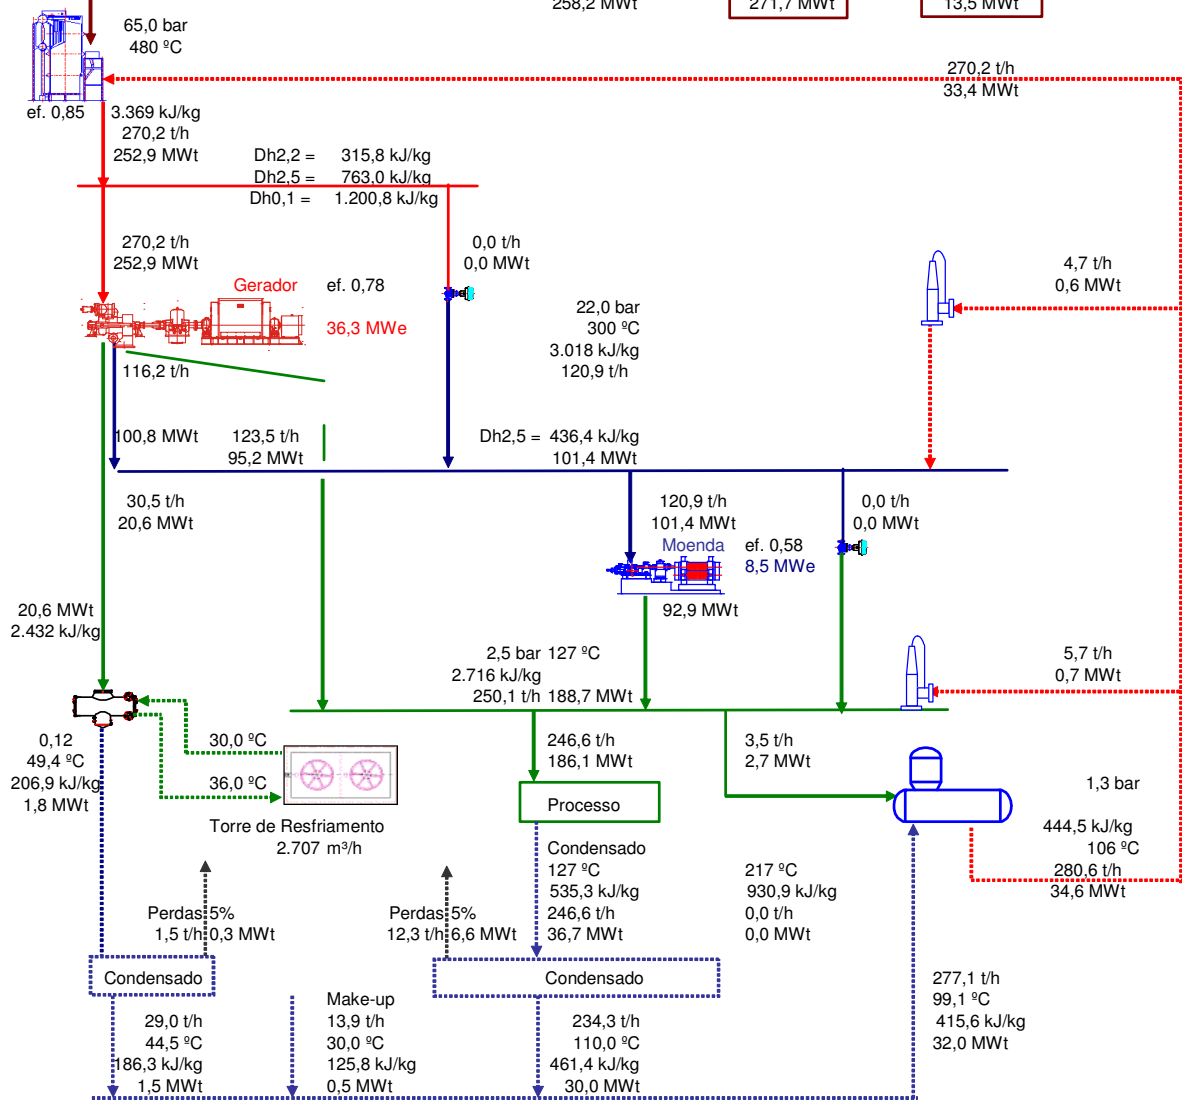 258,2 MWt
271,7 MWt
13,5 MWt
65,0 bar
480 ºC
270,2 t/h
33,4 MWt
ef. 0,85
3.369 kJ/kg
270,2 t/h
252,9 MWt
Dh2,2 = 315,8 kJ/kg
Dh2,5 = 763,0 kJ/kg
Dh0,1 = 1.200,8 kJ/kg
270,2 t/h
252,9 MWt
0,0 t/h
0,0 MWt
4,7 t/h
0,6 MWt
Gerador
ef. 0,78
36,3 MWe
22,0 bar
300 ºC
3.018 kJ/kg
120,9 t/h
116,2 t/h
100,8 MWt
123,5 t/h
95,2 MWt
Dh2,5 = 436,4 kJ/kg
101,4 MWt
30,5 t/h
20,6 MWt
120,9 t/h
101,4 MWt
0,0 t/h
0,0 MWt
Moenda
ef. 0,58
8,5 MWe
92,9 MWt
20,6 MWt
2.432 kJ/kg
2,5 bar 127 ºC
2.716 kJ/kg
250,1 t/h 188,7 MWt
5,7 t/h
0,7 MWt
0,12
49,4 ºC
206,9 kJ/kg
1,8 MWt
30,0 ºC
36,0 ºC
246,6 t/h
186,1 MWt
3,5 t/h
2,7 MWt
Processo
1,3 bar
Torre de Resfriamento
2.707 m³/h
444,5 kJ/kg
106 ºC
280,6 t/h
34,6 MWt
Condensado
127 ºC
535,3 kJ/kg
246,6 t/h
36,7 MWt
217 ºC
930,9 kJ/kg
0,0 t/h
0,0 MWt
Perdas 5%
1,5 t/h 0,3 MWt
Perdas 5%
12,3 t/h 6,6 MWt
Condensado
Condensado
277,1 t/h
99,1 ºC
415,6 kJ/kg
32,0 MWt
29,0 t/h
44,5 ºC
186,3 kJ/kg
1,5 MWt
Make-up
13,9 t/h
30,0 ºC
125,8 kJ/kg
0,5 MWt
234,3 t/h
110,0 ºC
461,4 kJ/kg
30,0 MWt